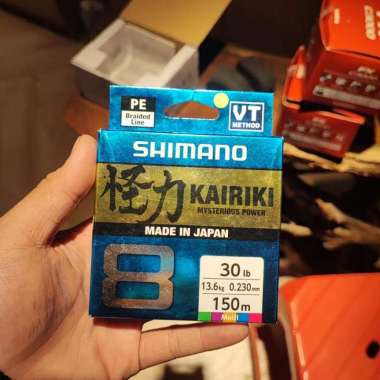 PE
Braided
Line
VT
METHOD
SHIMANO
怪力 KAIRIKI
MYSTERIOUS POWER
MADE IN JAPAN
8
30 lb
13.6kg 0.230mm
150m
Multi